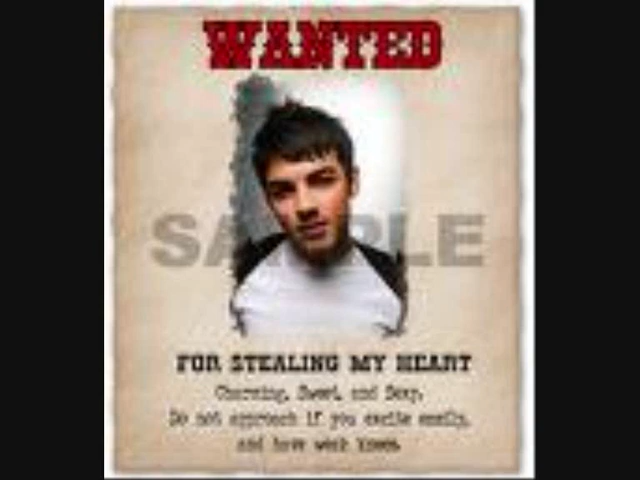 WANTED
SAMPLE
FOR STEALING MY HEART
Charming, Sweet, and Sexy.
Do not approach if you excite easily,
and have weak knees.